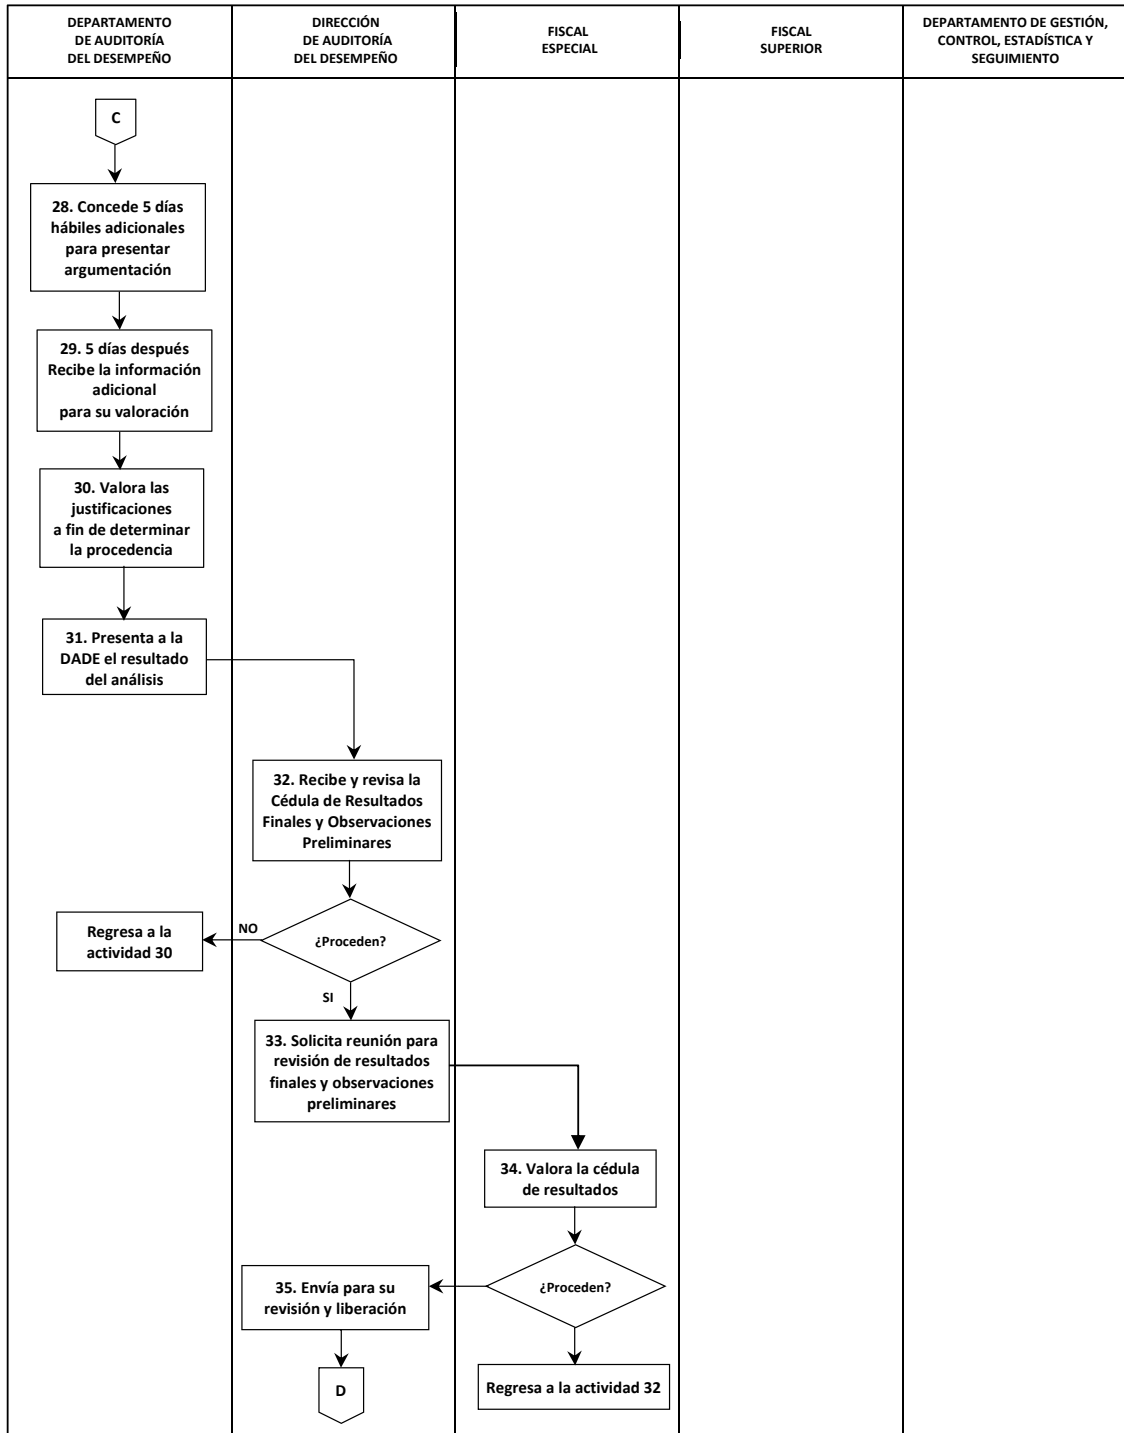 DEPARTAMENTO
DE AUDITORÍA
DEL DESEMPEÑO
DIRECCIÓN
DE AUDITORÍA
DEL DESEMPEÑO
FISCAL
ESPECIAL
FISCAL
SUPERIOR
DEPARTAMENTO DE GESTIÓN,
CONTROL, ESTADÍSTICA Y
SEGUIMIENTO
C
28. Concede 5 días
hábiles adicionales
para presentar
argumentación
29. 5 días después
Recibe la información
adicional
para su valoración
30. Valora las
justificaciones
a fin de determinar
la procedencia
31. Presenta a la
DADE el resultado
del análisis
32. Recibe y revisa la
Cédula de Resultados
Finales y Observaciones
Preliminares
¿Proceden?
NO
Regresa a la
actividad 30
SI
33. Solicita reunión para
revisión de resultados
finales y observaciones
preliminares
34. Valora la cédula
de resultados
¿Proceden?
35. Envía para su
revisión y liberación
D
Regresa a la actividad 32